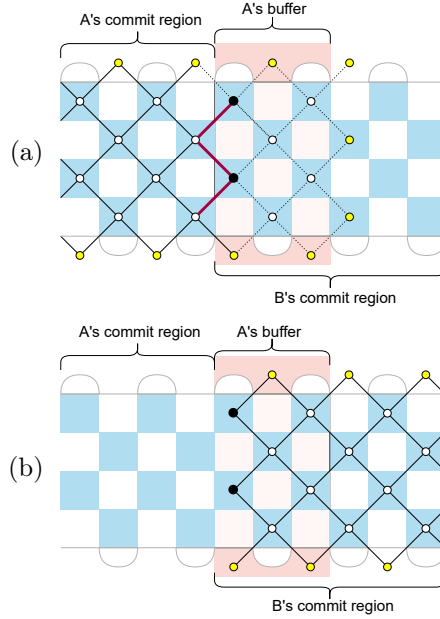 A's buffer
A's commit region
(a)
B's commit region
A's commit region
A's buffer
(b)
B's commit region